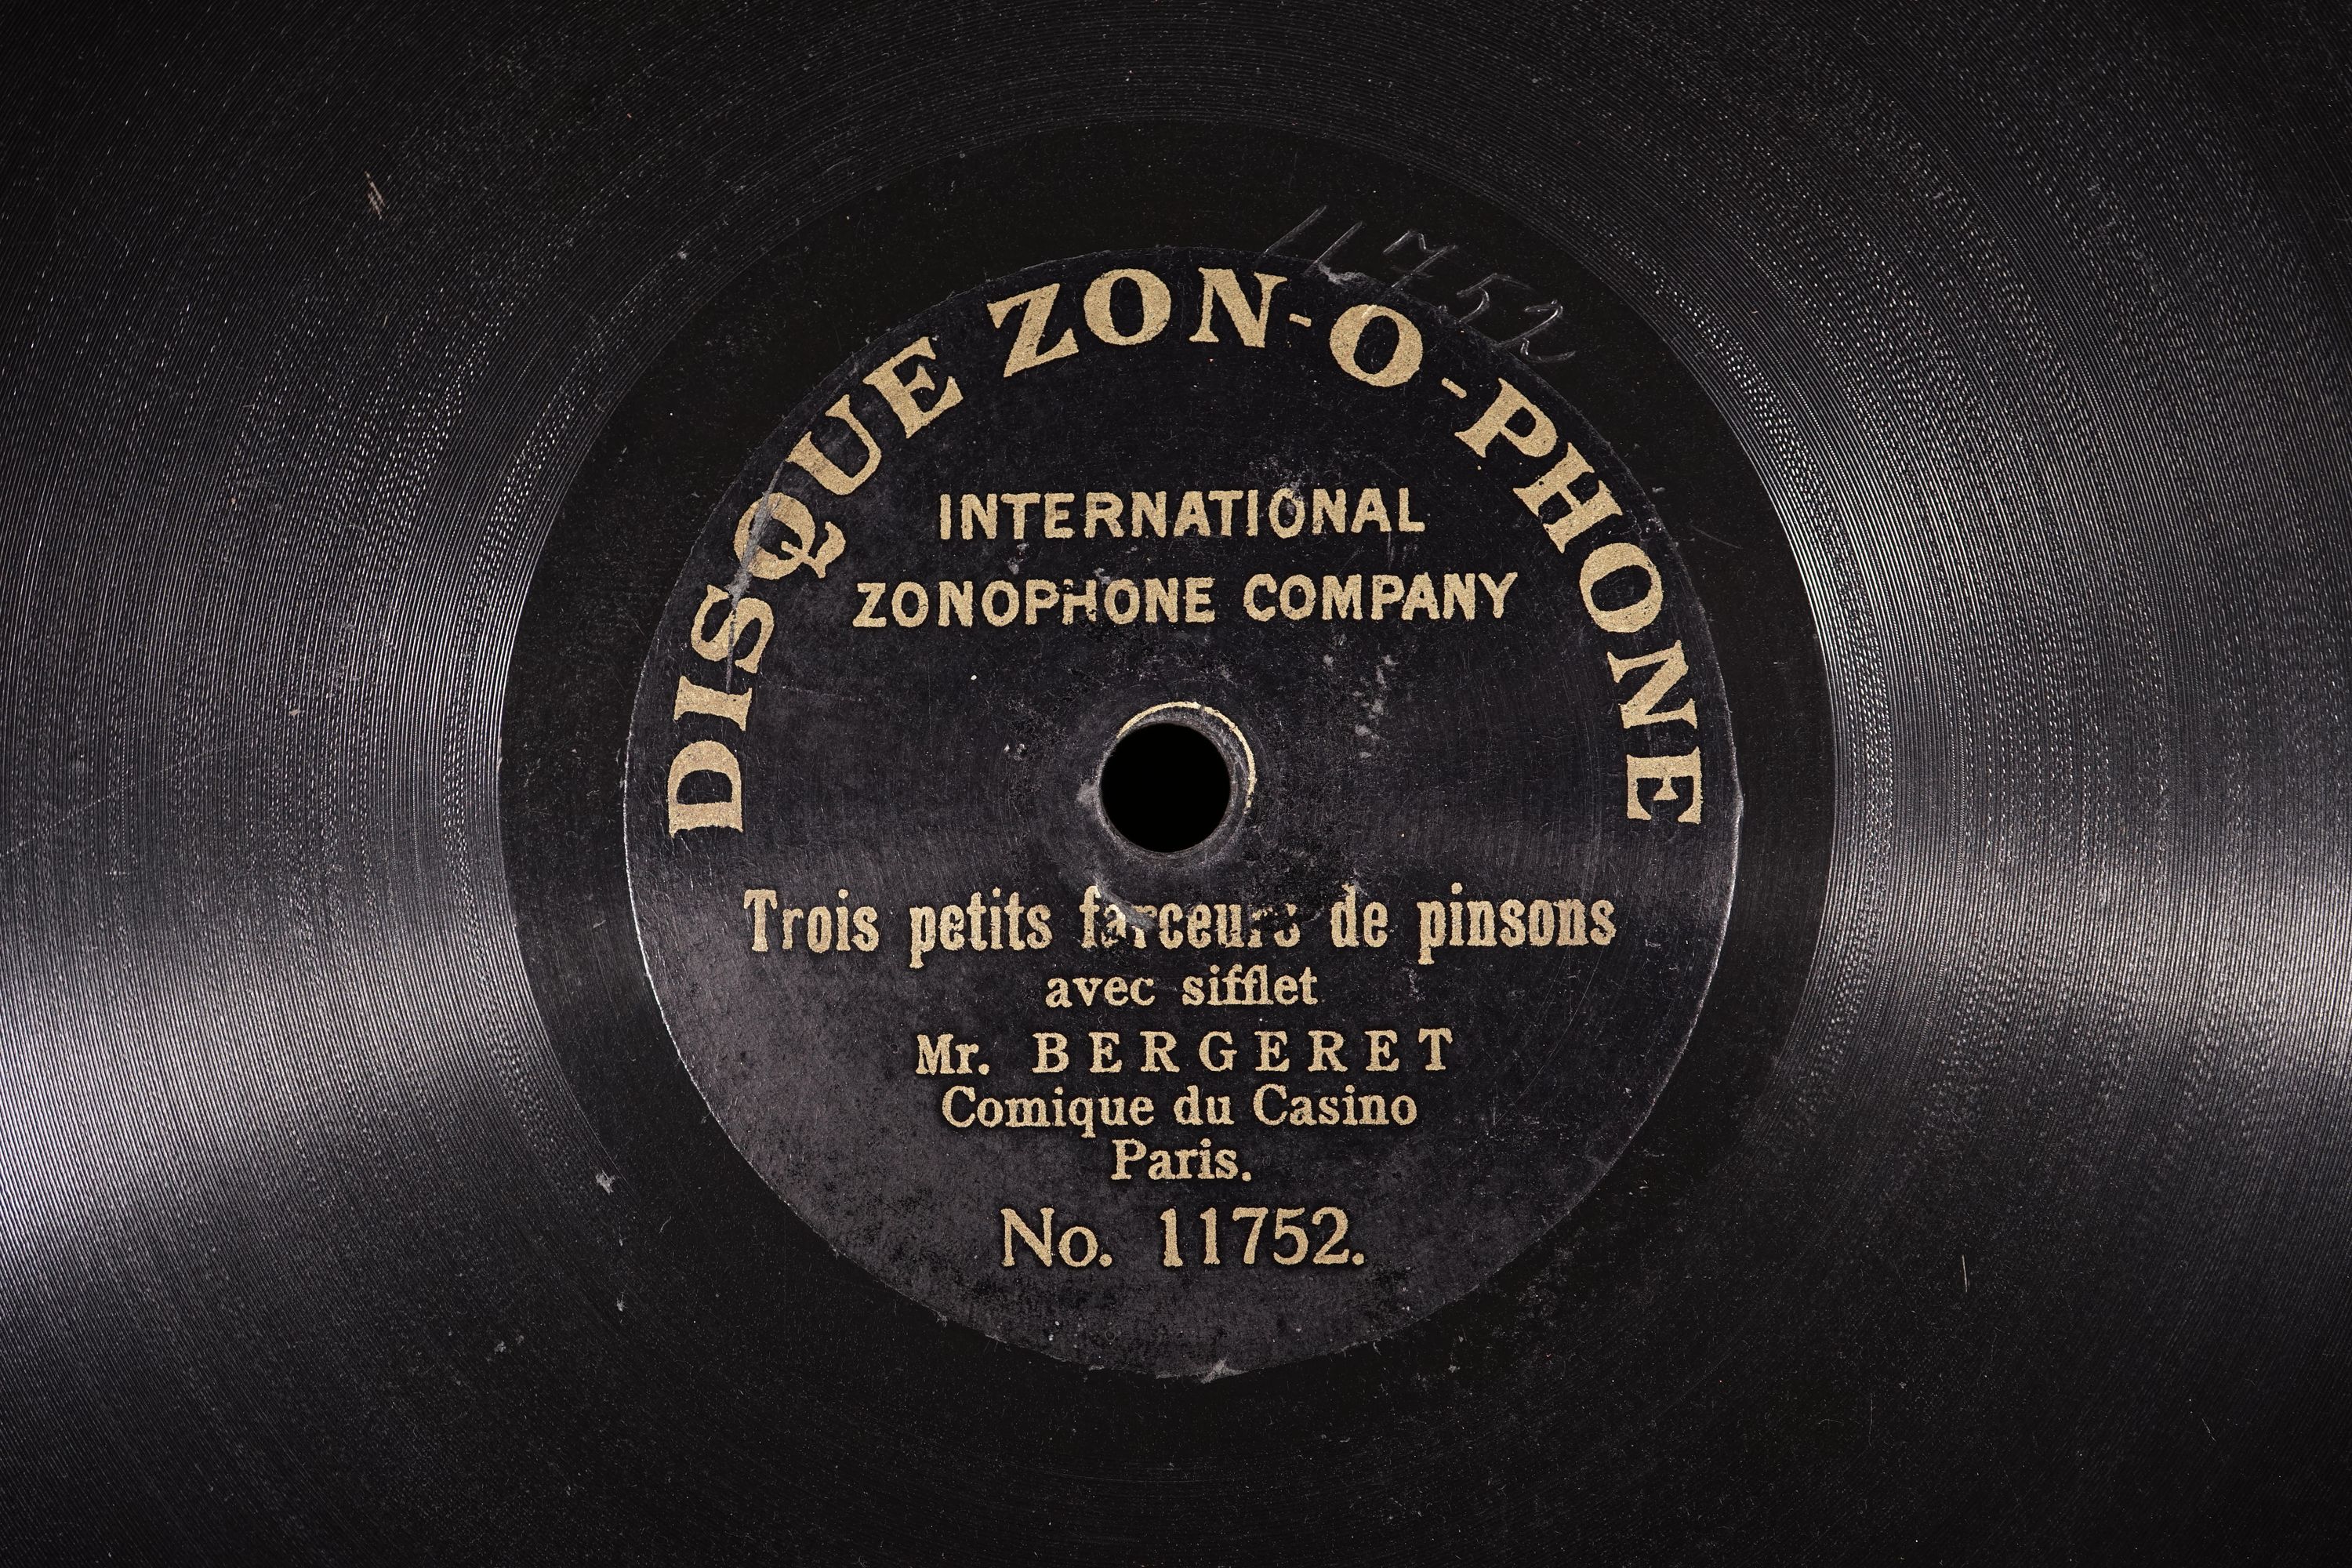 11752
DISQUE ZON-O-PHONE
INTERNATIONAL
ZONOPHONE COMPANY
Trois petits farceurs de pinsons
avec sifflet
Mr. BERGERET
Comique du Casino
Paris.
No. 11752.